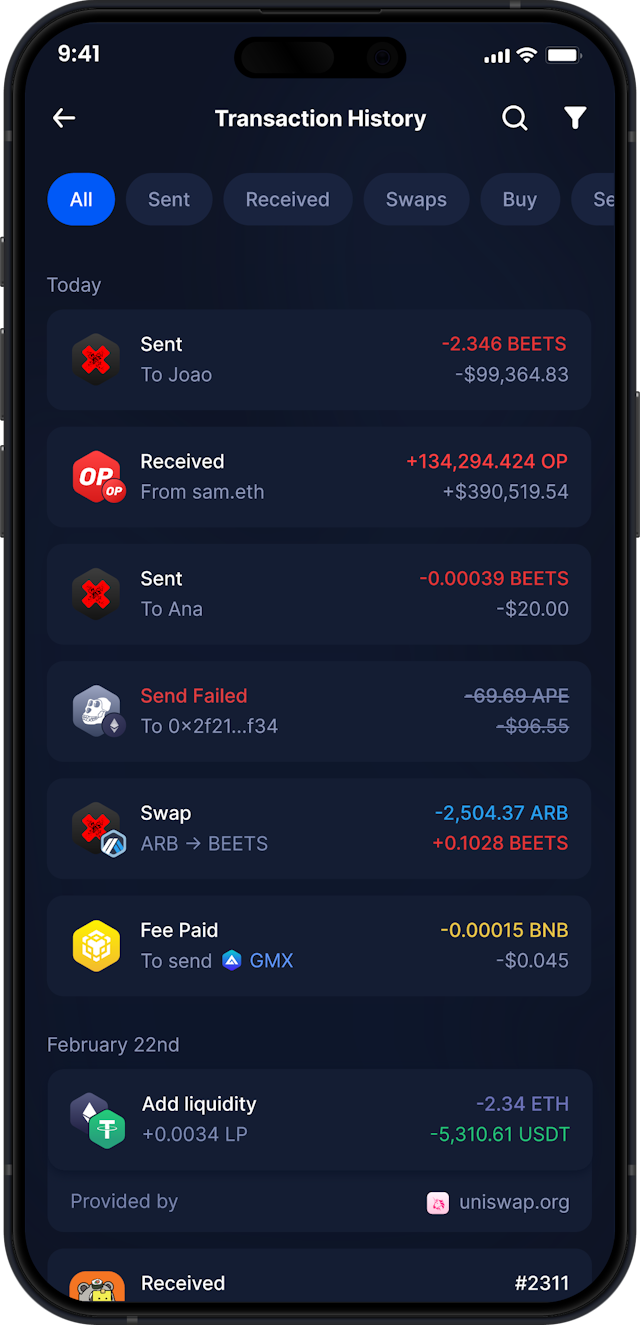 9:41
Transaction History
All Sent Received Swaps Buy Se
Today
Sent -2.346 BEETS
To Joao -$99,364.83
OP OP
Received +134,294.424 OP
From sam.eth +$390,519.54
Sent -0.00039 BEETS
To Ana -$20.00
Send Failed -69.69 APE
To 0×2f21...f34 -$96.55
Swap -2,504.37 ARB
ARB → BEETS +0.1028 BEETS
Fee Paid -0.00015 BNB
To send GMX -$0.045
February 22nd
Add liquidity -2.34 ETH
+0.0034 LP -5,310.61 USDT
Provided by uniswap.org
Received #2311